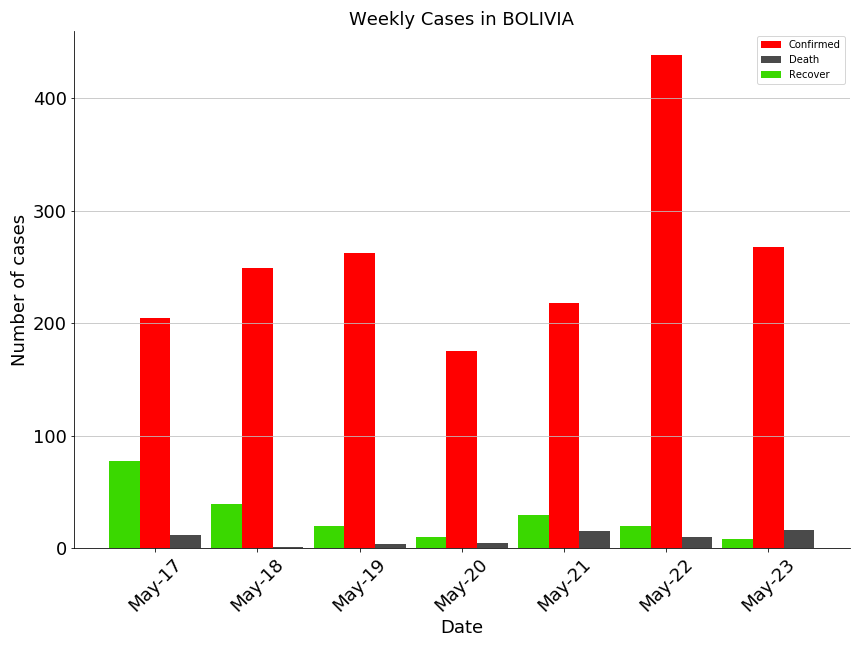 Weekly Cases in BOLIVIA
Confirmed
Death
Recover
Number of cases
400
300
200
100
0
May-17
May-18
May-19
May-20
May-21
May-22
May-23
Date